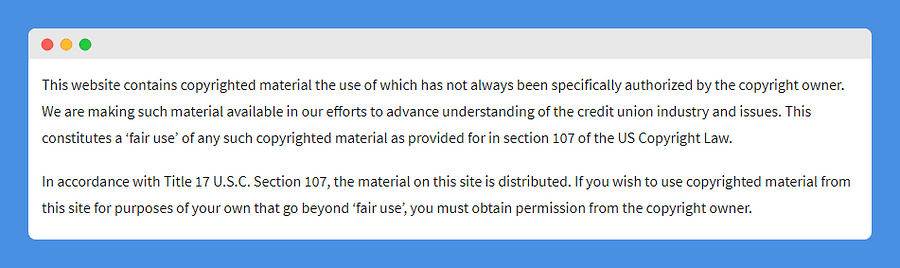 This website contains copyrighted material the use of which has not always been specifically authorized by the copyright owner.
We are making such material available in our efforts to advance understanding of the credit union industry and issues. This
constitutes a ‘fair use’ of any such copyrighted material as provided for in section 107 of the US Copyright Law.
In accordance with Title 17 U.S.C. Section 107, the material on this site is distributed. If you wish to use copyrighted material from
this site for purposes of your own that go beyond ‘fair use’, you must obtain permission from the copyright owner.